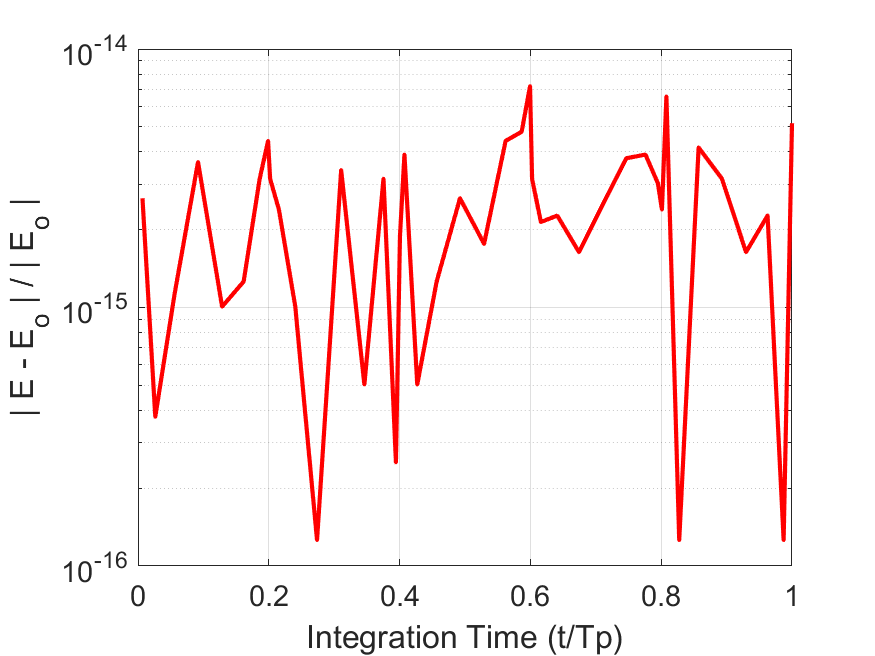 10^-14
10^-15
10^-16
| E - E_o | / | E_o |
0 0.2 0.4 0.6 0.8 1
Integration Time (t/Tp)